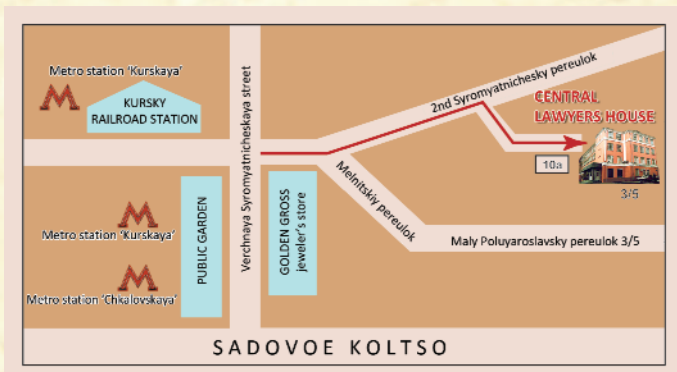 Metro station 'Kurskaya'
KURSKY
RAILROAD STATION
Verchnaya Syromyatnicheskaya street
2nd Syromyatnichesky pereulok
CENTRAL
LAWYERS HOUSE
10a
3/5
Melnitskiy pereulok
Metro station 'Kurskaya'
Metro station 'Chkalovskaya'
PUBLIC GARDEN
GOLDEN GROSS
jeweler's store
Maly Poluyaroslavsky pereulok 3/5
SADOVOE KOLTSO